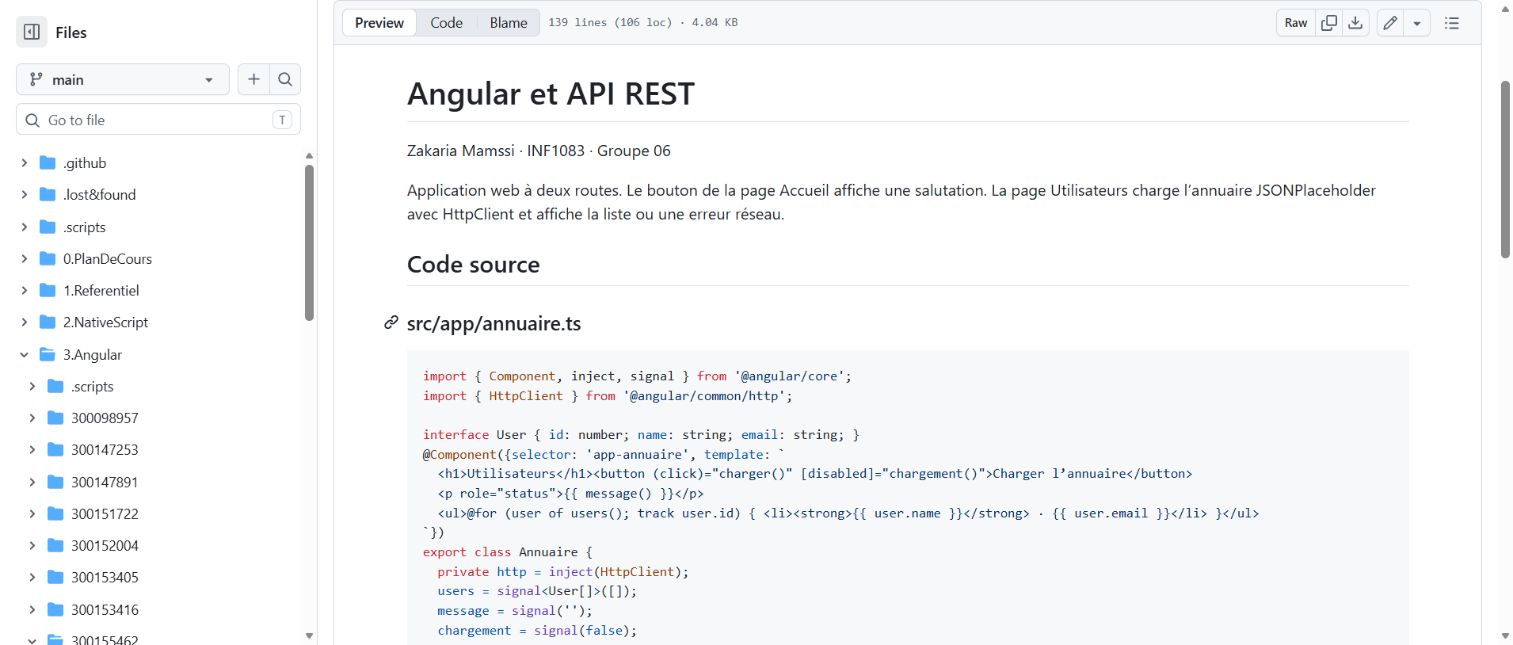 Files
main
Go to file
T
.github
.lost&found
.scripts
0.PlanDeCours
1.Referentiel
2.NativeScript
3.Angular
.scripts
300098957
300147253
300147891
300151722
300152004
300153405
300153416
300155462
Preview Code Blame 139 lines (106 loc) · 4.04 KB Raw
Angular et API REST
Zakaria Mamssi · INF1083 · Groupe 06
Application web à deux routes. Le bouton de la page Accueil affiche une salutation. La page Utilisateurs charge l’annuaire JSONPlaceholder
avec HttpClient et affiche la liste ou une erreur réseau.
Code source
src/app/annuaire.ts
import { Component, inject, signal } from '@angular/core';
import { HttpClient } from '@angular/common/http';
interface User { id: number; name: string; email: string; }
@Component({selector: 'app-annuaire', template: `
<h1>Utilisateurs</h1><button (click)="charger()" [disabled]="chargement()">Charger l’annuaire</button>
<p role="status">{{ message() }}</p>
<ul>@for (user of users(); track user.id) { <li><strong>{{ user.name }}</strong> · {{ user.email }}</li> }</ul>
`})
export class Annuaire {
private http = inject(HttpClient);
users = signal<User[]>([]);
message = signal('');
chargement = signal(false);